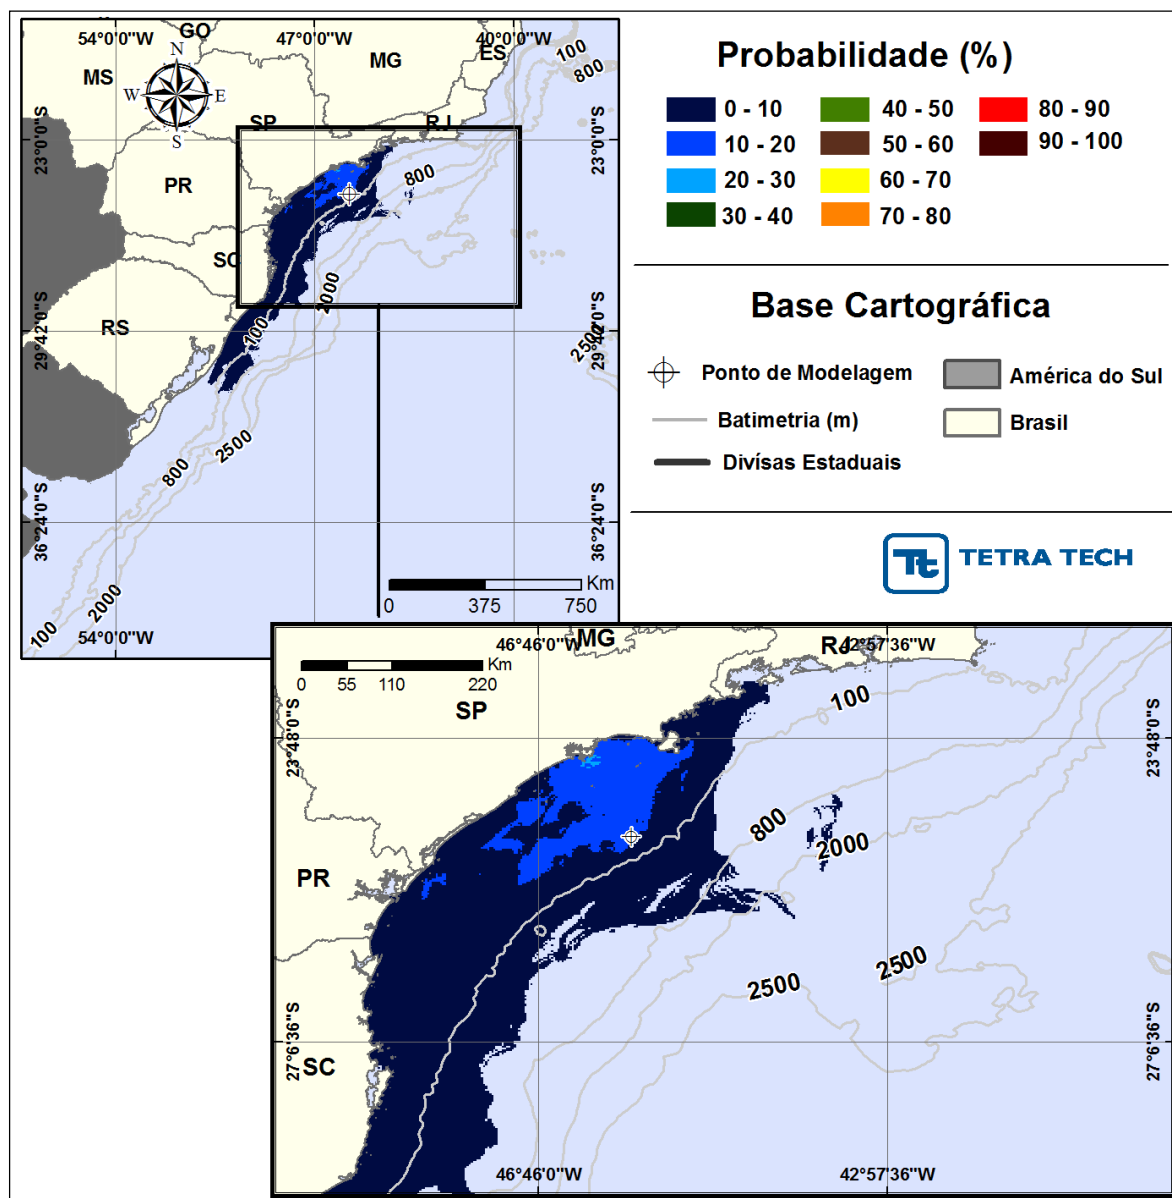 54°0'0"W
47°0'0"W
40°0'0"W
GO
MG
ES
MS
N
W
E
S
100
800
SP
RJ
23°0'0"S
23°0'0"S
PR
800
SC
2000
RS
100
29°42'0"S
29°42'0"S
2500
2500
800
36°24'0"S
36°24'0"S
2000
100
54°0'0"W
Km
0 375 750
Probabilidade (%)
0 - 10
40 - 50
80 - 90
10 - 20
50 - 60
90 - 100
20 - 30
60 - 70
30 - 40
70 - 80
Base Cartográfica
Ponto de Modelagem
América do Sul
Batimetria (m)
Brasil
Divísas Estaduais
Tt TETRA TECH
46°46'0"W
MG
RJ
42°57'36"W
Km
0 55 110 220
SP
100
23°48'0"S
23°48'0"S
800
2000
PR
2500
2500
27°6'36"S
27°6'36"S
SC
46°46'0"W
42°57'36"W